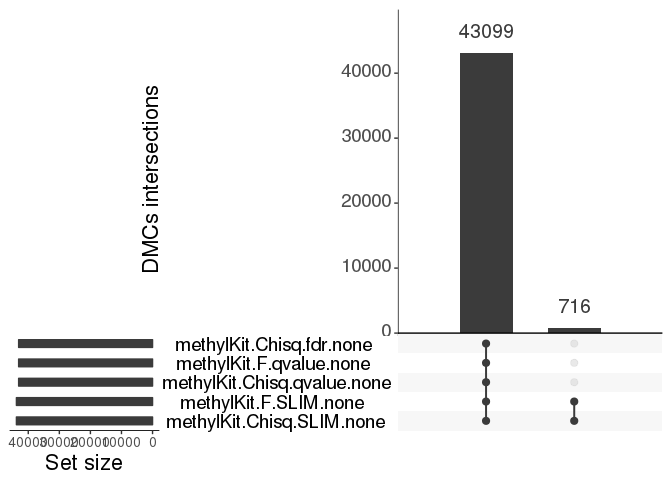 43099
40000
30000
20000
10000
716
0
DMCs intersections
methylKit.Chisq.fdr.none
methylKit.F.qvalue.none
methylKit.Chisq.qvalue.none
methylKit.F.SLIM.none
methylKit.Chisq.SLIM.none
40000 30000 20000 10000 0
Set size